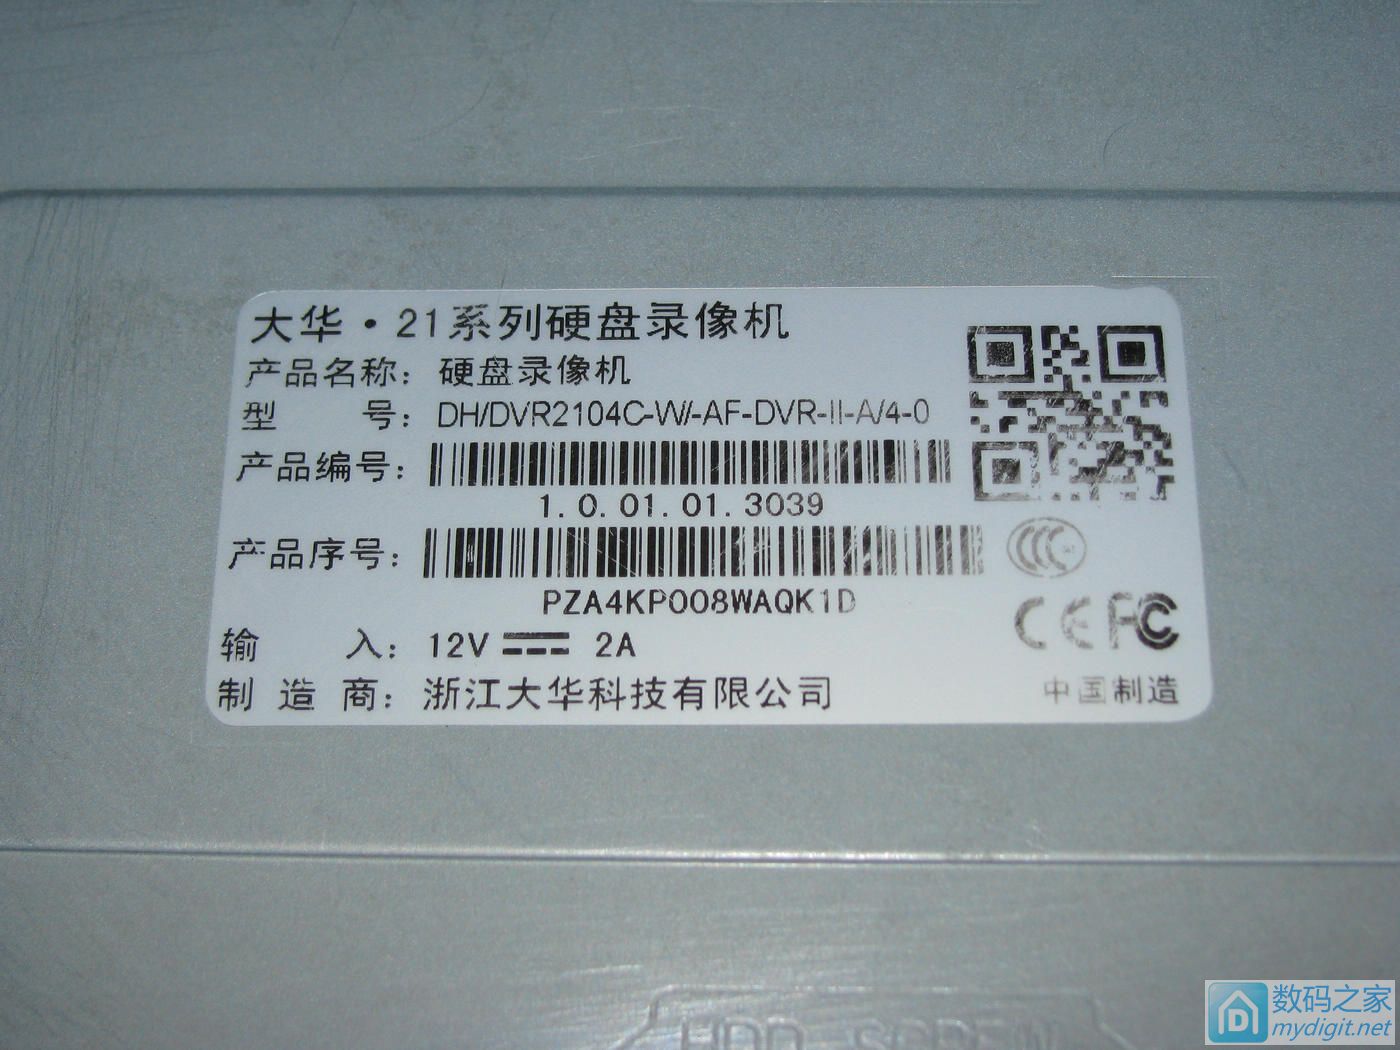 大华·21系列硬盘录像机
产品名称：硬盘录像机
型 号：DH/DVR2104C-W/-AF-DVR-II-A/4-0
产品编号：
1.0.01.01.3039
产品序号：
PZA4KP008WAQK1D
输 入：12V 2A
制 造 商：浙江大华科技有限公司
CCC
CE FC
中国制造
HDD SCREW
数码之家
mydigit.net